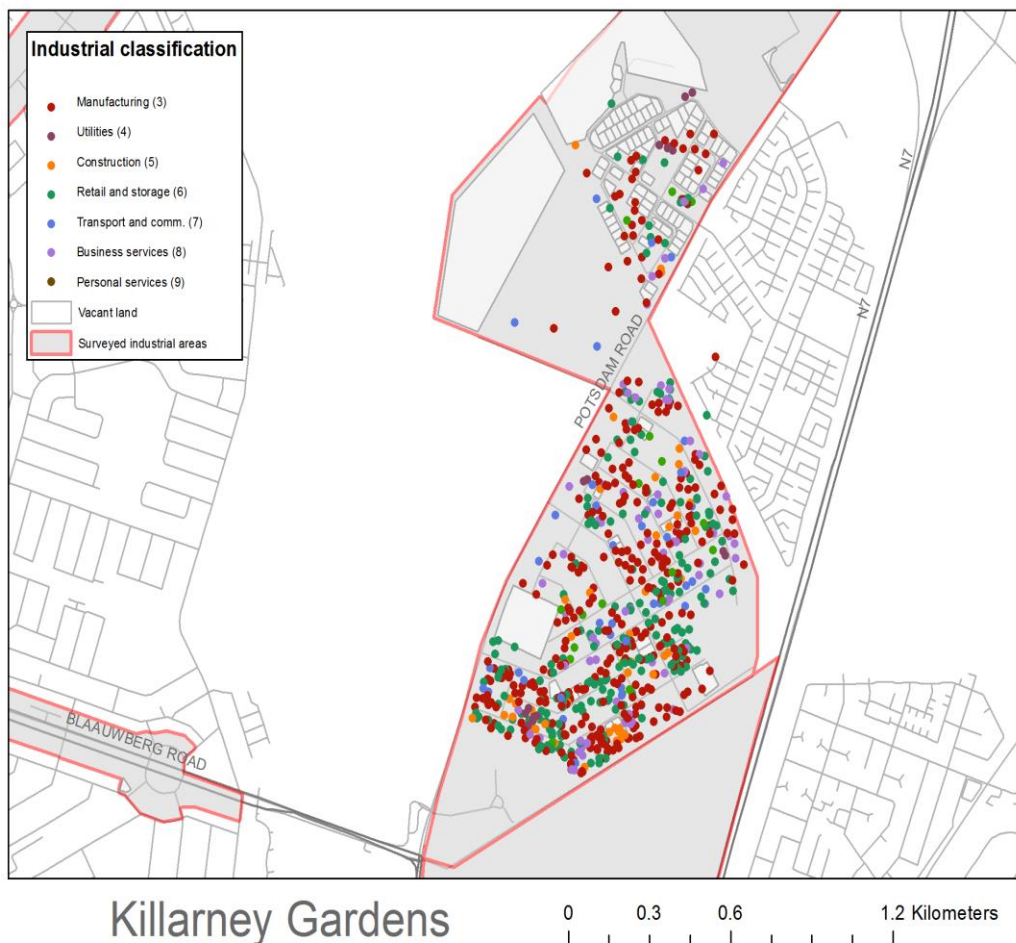 Industrial classification
Manufacturing (3)
Utilities (4)
Construction (5)
Retail and storage (6)
Transport and comm. (7)
Business services (8)
Personal services (9)
Vacant land
Surveyed industrial areas
N7
N7
POTSDAM ROAD
BLAAUWBERG ROAD
Killarney Gardens
0 0.3 0.6 1.2 Kilometers